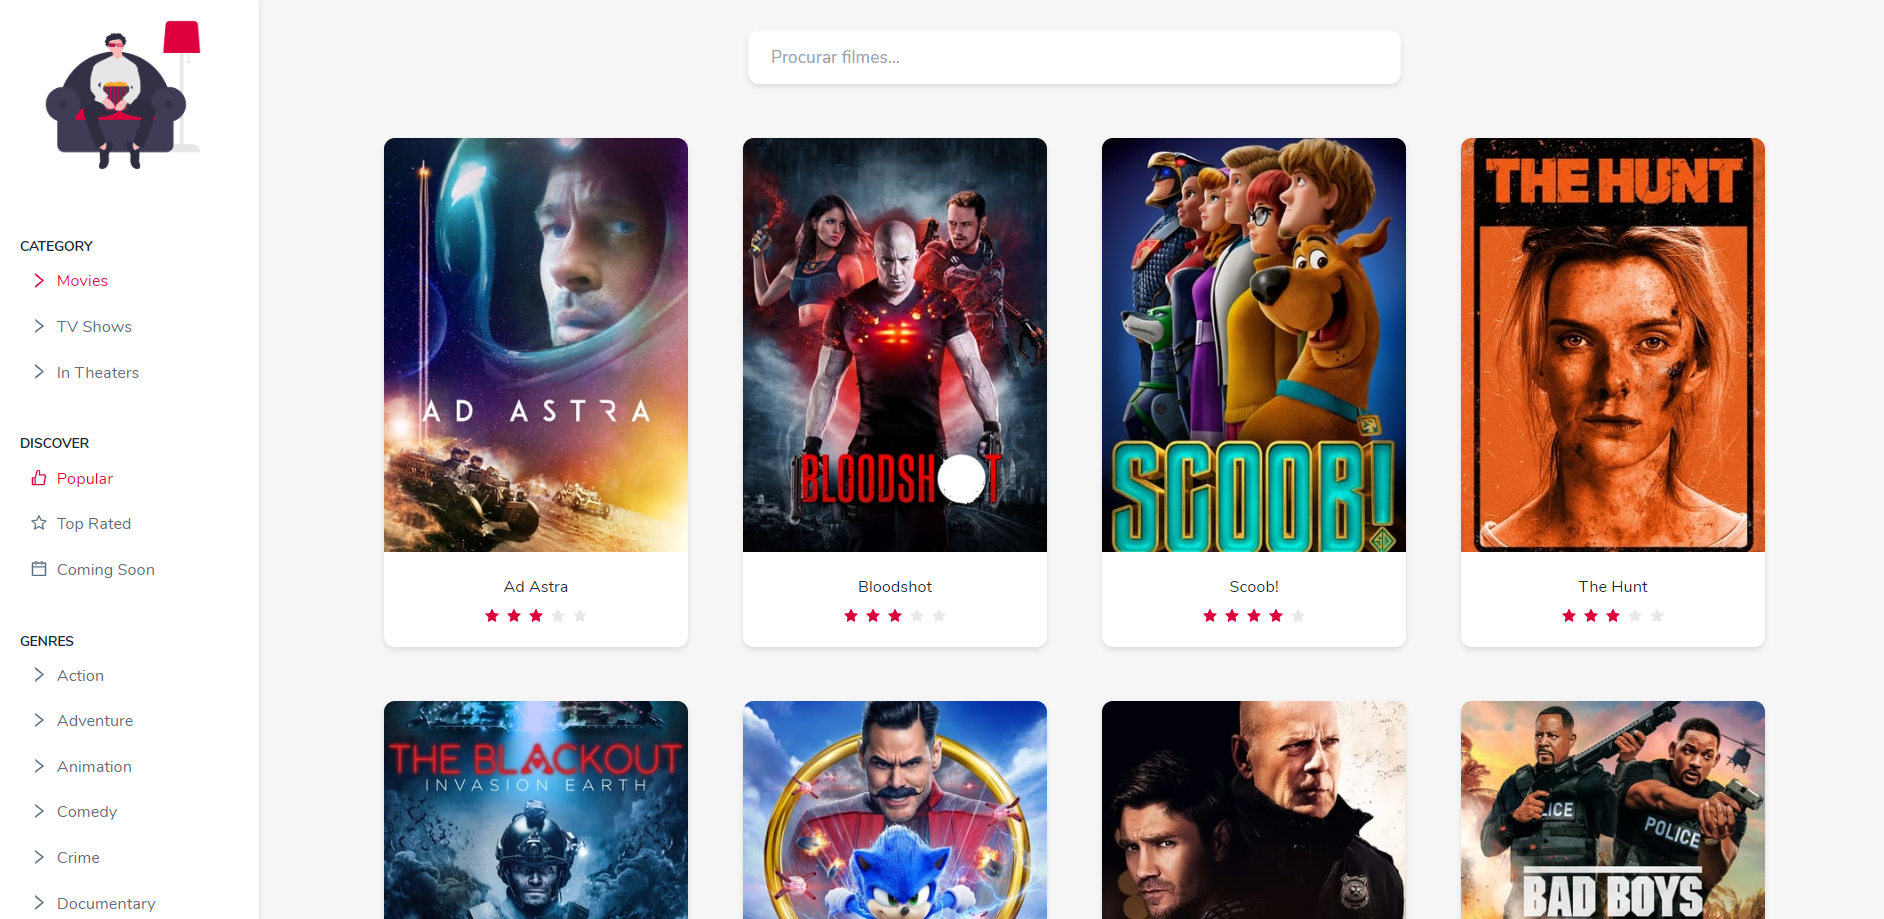 Procurar filmes...
CATEGORY
Movies
TV Shows
In Theaters
DISCOVER
Popular
Top Rated
Coming Soon
GENRES
Action
Adventure
Animation
Comedy
Crime
Documentary
AD ASTRA
Ad Astra
BLOODSHOT
Bloodshot
SCOOB!
SD
Scoob!
THE HUNT
The Hunt
THE BLACKOUT
INVASION EARTH
POLICE
BAD BOYS